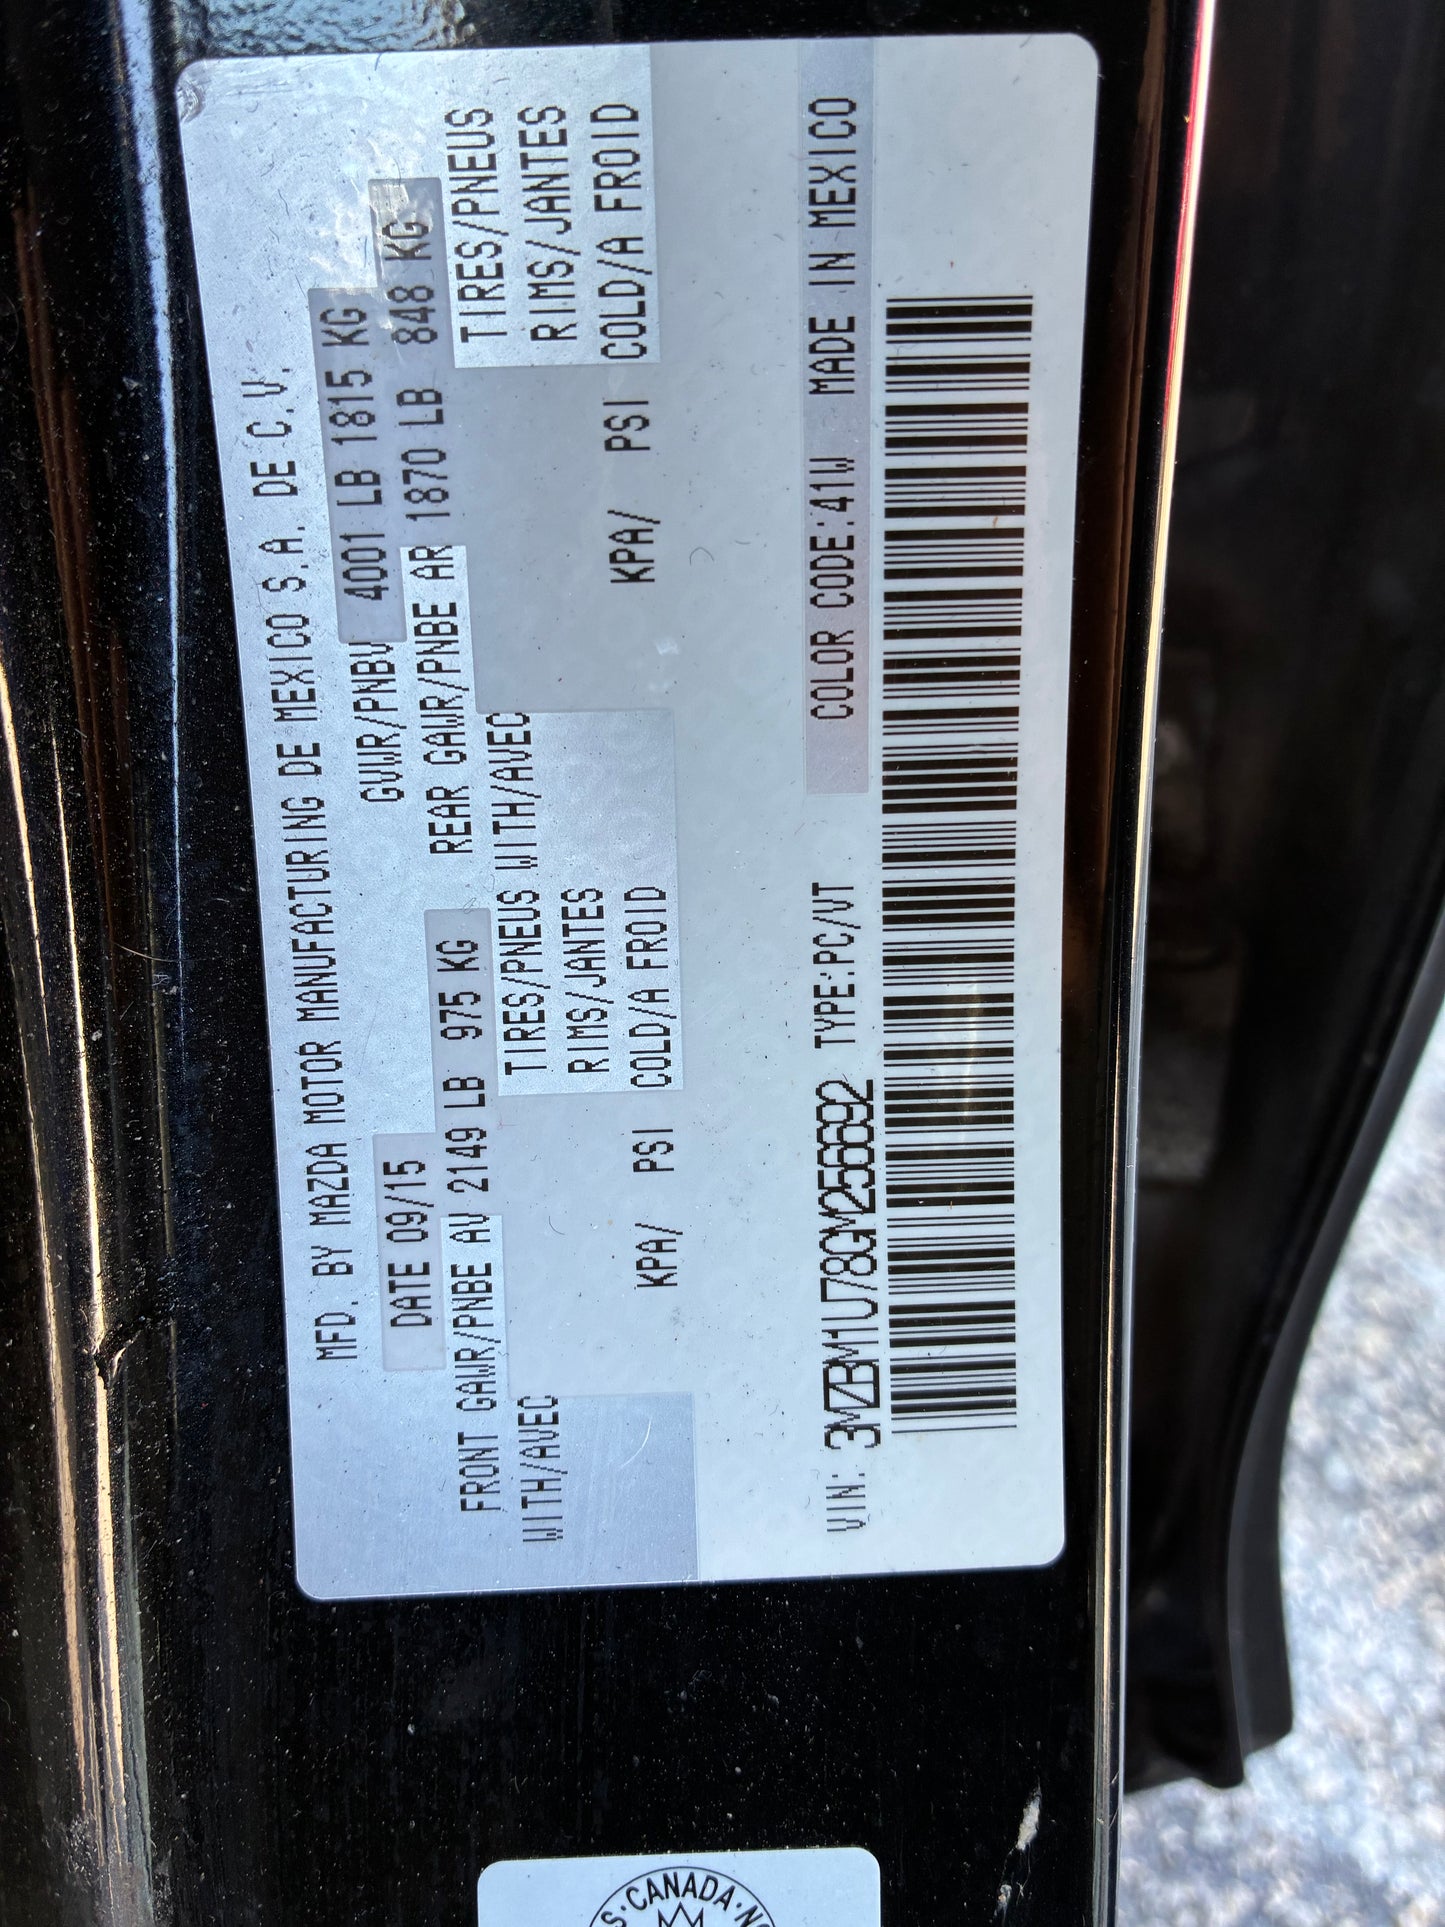 MFD. BY MAZDA MOTOR MANUFACTURING DE MEXICO S.A. DE C.V.
DATE 09/15 GVWR/PNBV 4001 LB 1815 KG
FRONT GAWR/PNBE AV 2149 LB 975 KG REAR GAWR/PNBE AR 1870 LB 848 KG
WITH/AVEC TIRES/PNEUS WITH/AVEC TIRES/PNEUS
RIMS/JANTES RIMS/JANTES
KPA/ PSI COLD/A FROID KPA/ PSI COLD/A FROID
VIN: 3MZBM1U78GM256692 TYPE:PC/VT COLOR CODE:41W MADE IN MEXICO
S·CANADA·N